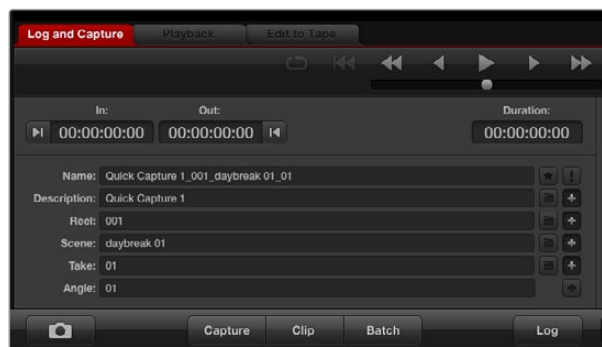 Log and Capture Playback Edit to Tape
In: Out: Duration:
00:00:00:00 00:00:00:00 00:00:00:00
Name: Quick Capture 1_001_daybreak 01_01
Description: Quick Capture 1
Reel: 001
Scene: daybreak 01
Take: 01
Angle: 01
Capture Clip Batch Log